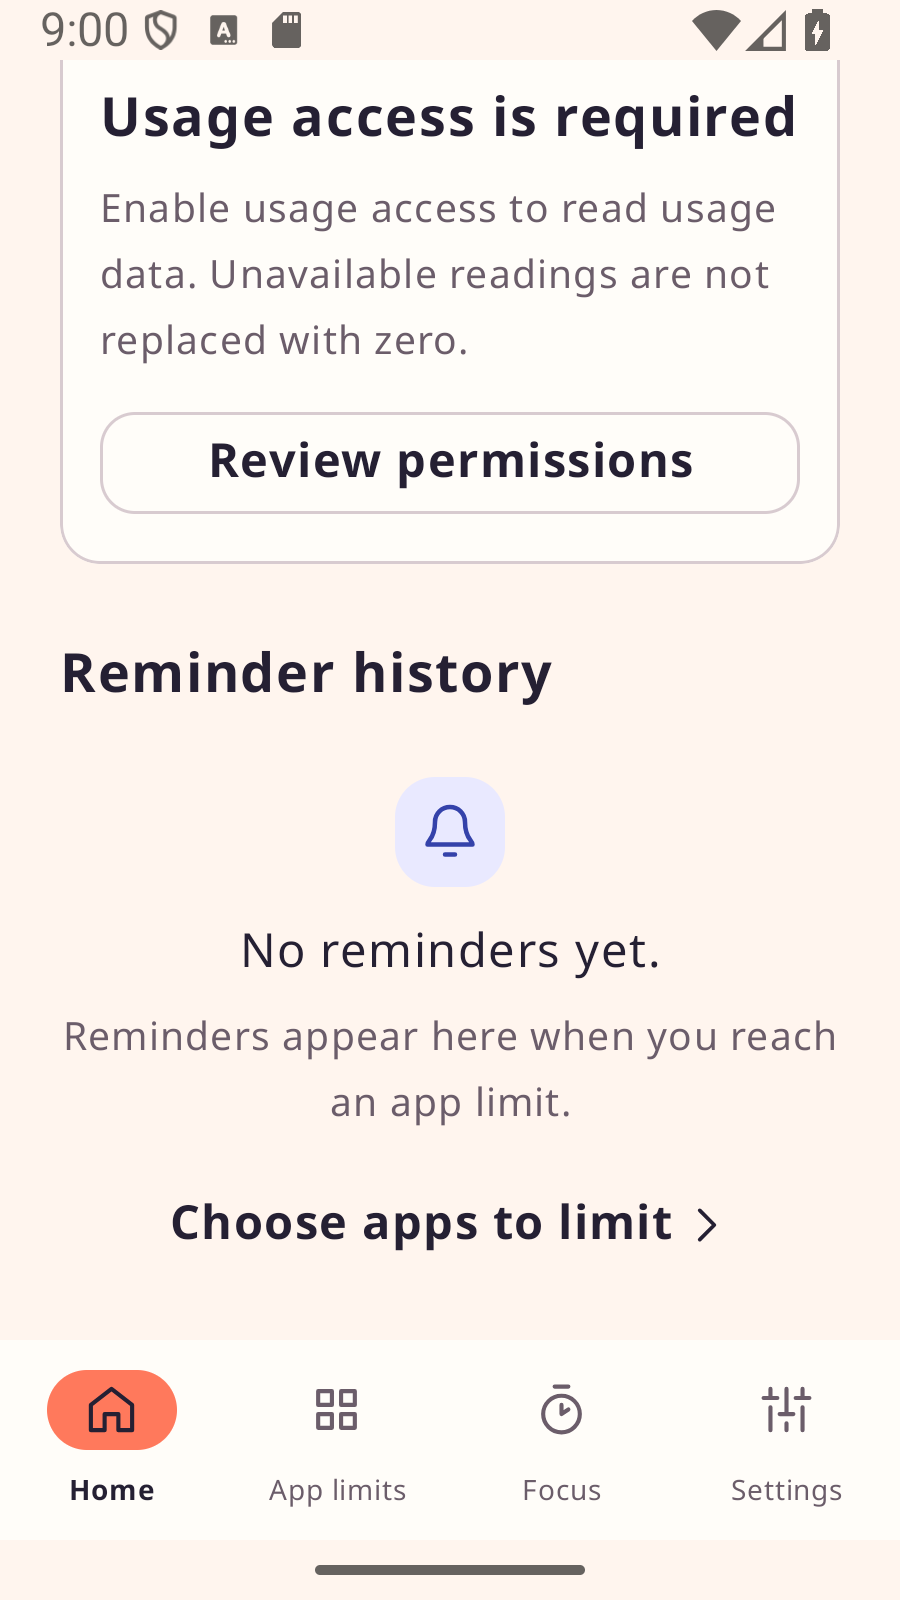 9:00
Usage access is required
Enable usage access to read usage
data. Unavailable readings are not
replaced with zero.
Review permissions
Reminder history
No reminders yet.
Reminders appear here when you reach
an app limit.
Choose apps to limit
Home
App limits
Focus
Settings